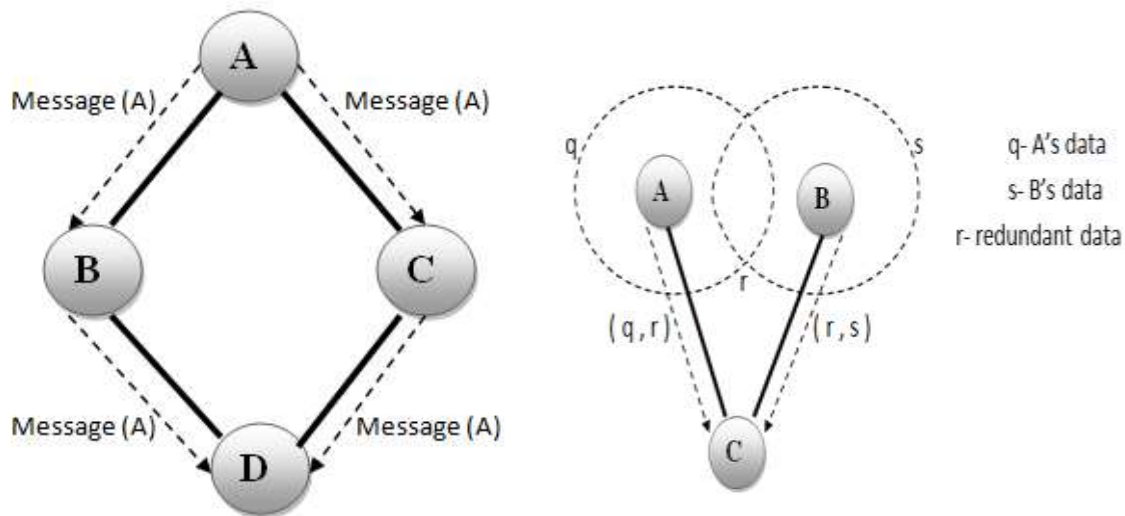 A
Message (A)
Message (A)
B
C
Message (A)
Message (A)
D
q
s
A
B
r
( q , r )
( r , s )
C
q- A's data
s- B's data
r- redundant data